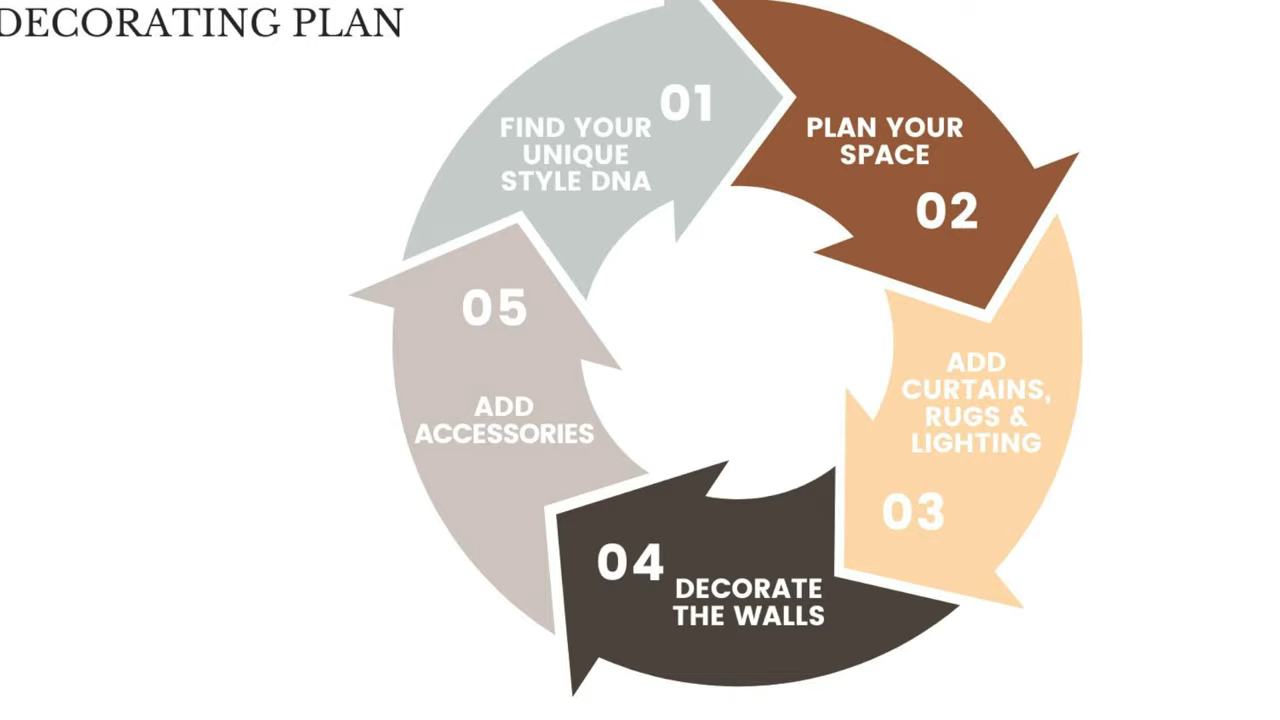 DECORATING PLAN
01
FIND YOUR
UNIQUE
STYLE DNA
PLAN YOUR
SPACE
02
ADD
CURTAINS,
RUGS &
LIGHTING
03
04
DECORATE
THE WALLS
05
ADD
ACCESSORIES